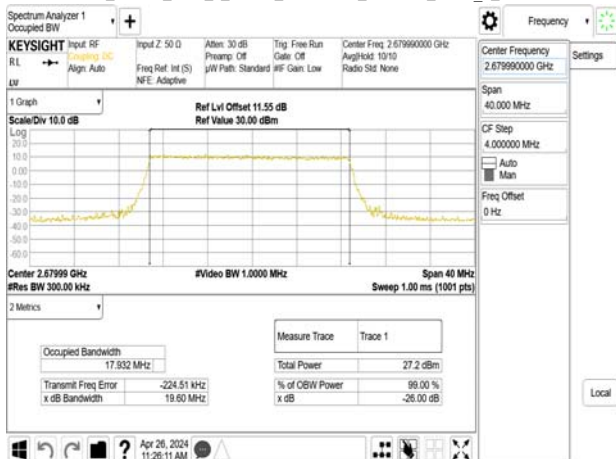 Spectrum Analyzer 1
Occupied BW
Frequency
KEYSIGHT
Input: RF
Coupling: DC
Align: Auto
Input Z: 50 Ω
Freq Ref: Int (S)
NFE: Adaptive
Atten: 30 dB
Preamp: Off
µW Path: Standard
Trig: Free Run
Gate: Off
#IF Gain: Low
Center Freq: 2.679990000 GHz
Avg|Hold: 10/10
Radio Std: None
RL
Center Frequency
2.679990000 GHz
Settings
Span
40.000 MHz
CF Step
4.000000 MHz
Auto
Man
Freq Offset
0 Hz
Local
1 Graph
Scale/Div 10.0 dB
Ref Lvl Offset 11.55 dB
Ref Value 30.00 dBm
Log
20.0
10.0
0.00
-10.0
-20.0
-30.0
-40.0
-50.0
-60.0
Center 2.67999 GHz
#Res BW 300.00 kHz
#Video BW 1.0000 MHz
Span 40 MHz
Sweep 1.00 ms (1001 pts)
2 Metrics
Measure Trace Trace 1
Occupied Bandwidth
17.932 MHz
Total Power 27.2 dBm
Transmit Freq Error -224.51 kHz
% of OBW Power 99.00 %
x dB Bandwidth 19.60 MHz
x dB -26.00 dB
Apr 26, 2024
11:26:11 AM